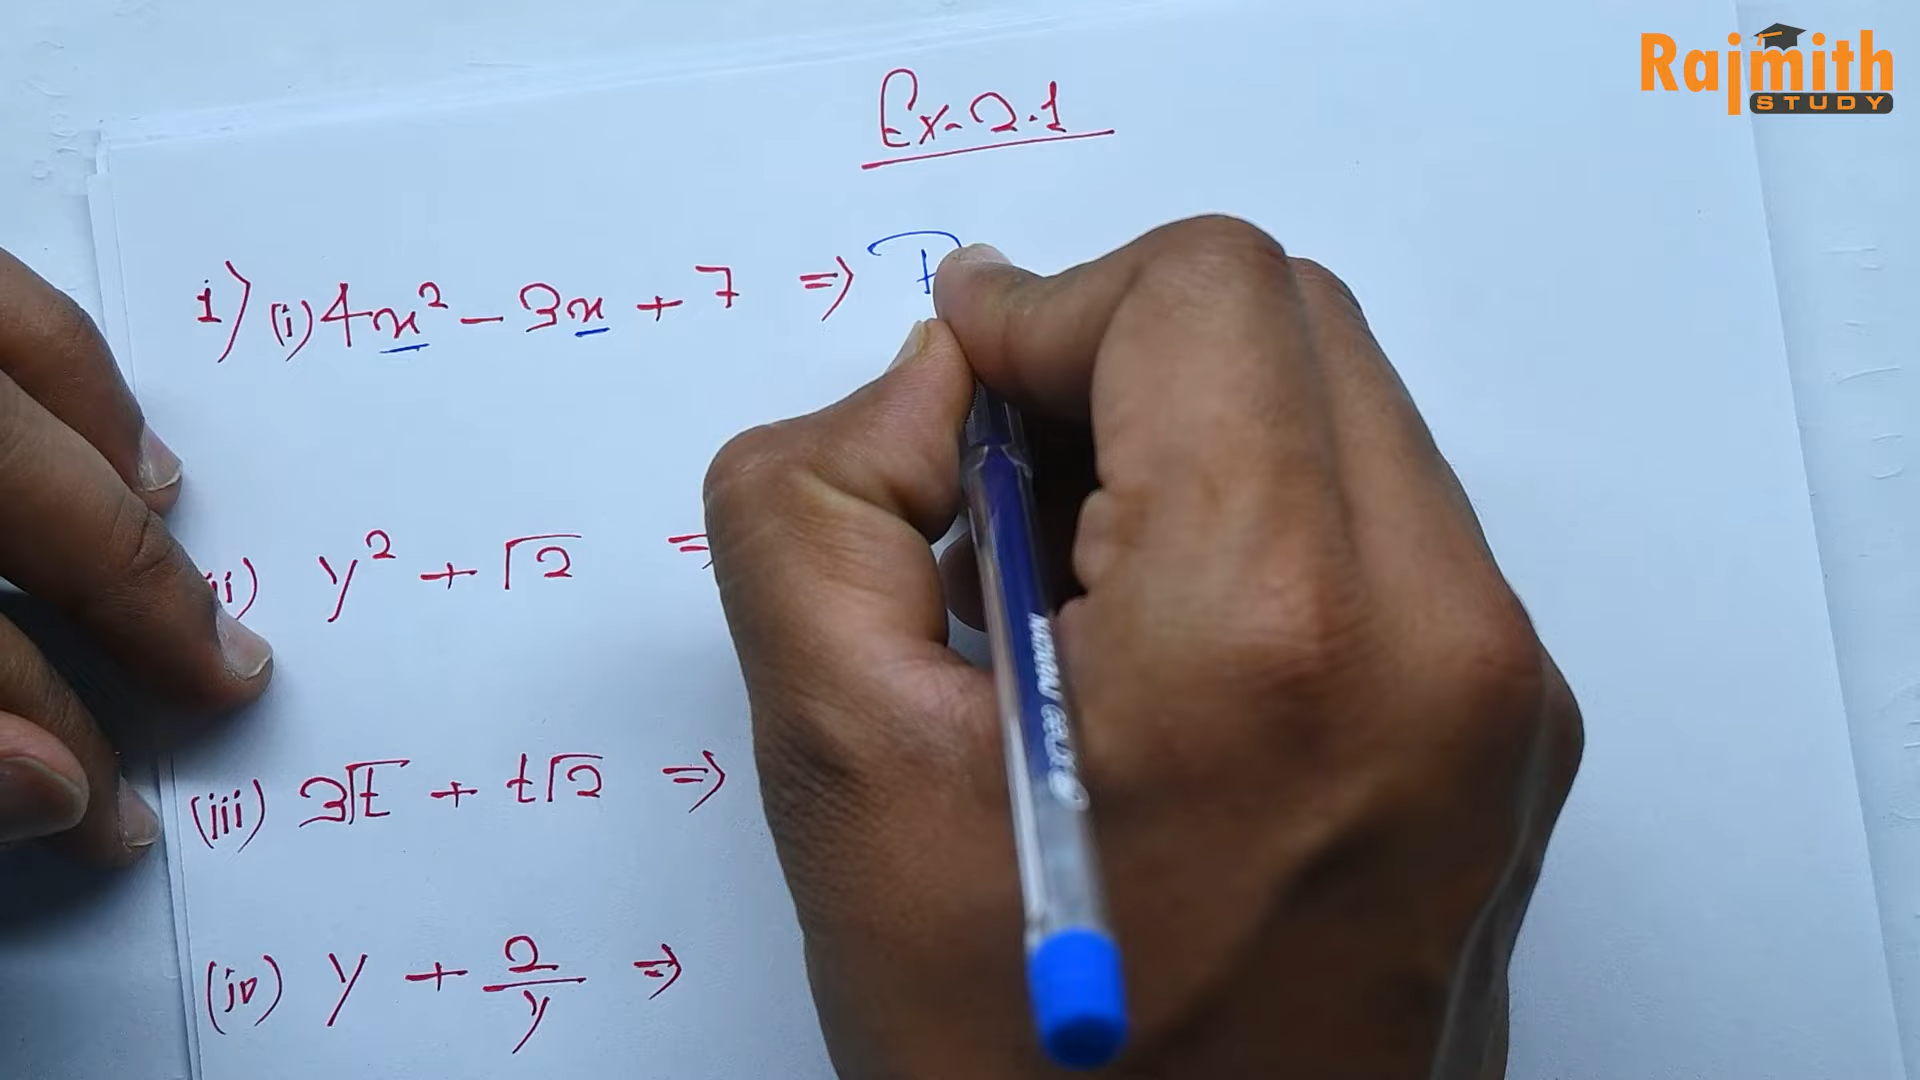 Rajmith
STUDY
Ex-2.1
1) (i) 4x² - 3x + 7 ⇒
ii) y² + √2 ⇒
(iii) 3√t + t√2 ⇒
(iv) y + 2/y ⇒